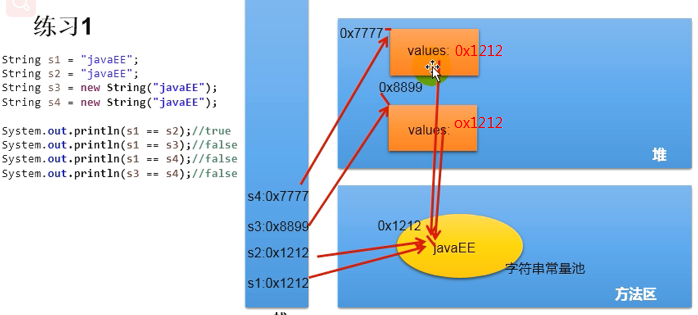 练习1
String s1 = "javaEE";
String s2 = "javaEE";
String s3 = new String("javaEE");
String s4 = new String("javaEE");
System.out.println(s1 == s2);//true
System.out.println(s1 == s3);//false
System.out.println(s1 == s4);//false
System.out.println(s3 == s4);//false
s4:0x7777
s3:0x8899
s2:0x1212
s1:0x1212
0x7777
values: 0x1212
0x8899
values: ox1212
堆
0x1212
javaEE
字符串常量池
方法区